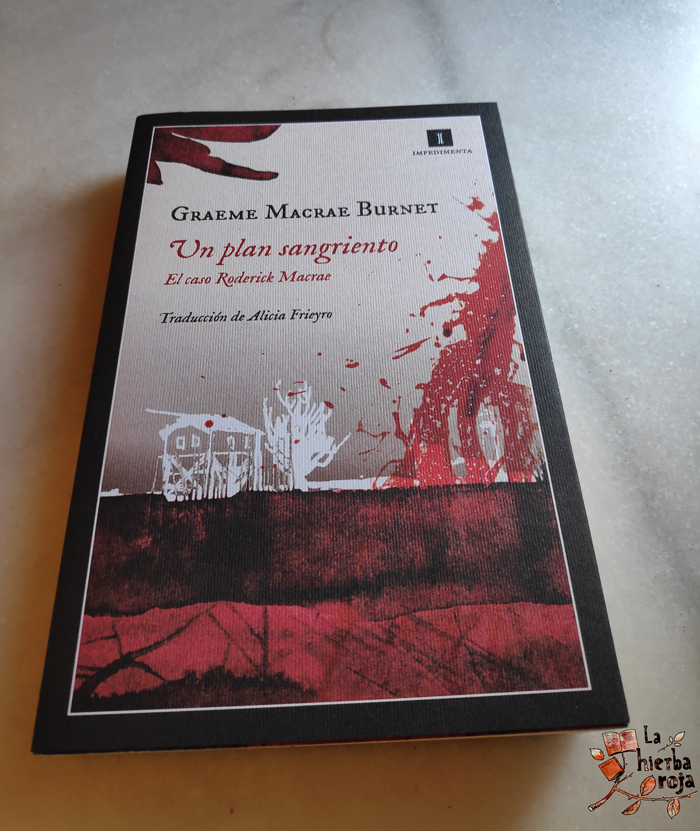 IMPEDIMENTA
GRAEME MACRAE BURNET
Un plan sangriento
El caso Roderick Macrae
Traducción de Alicia Frieyro
La
hierba
roja